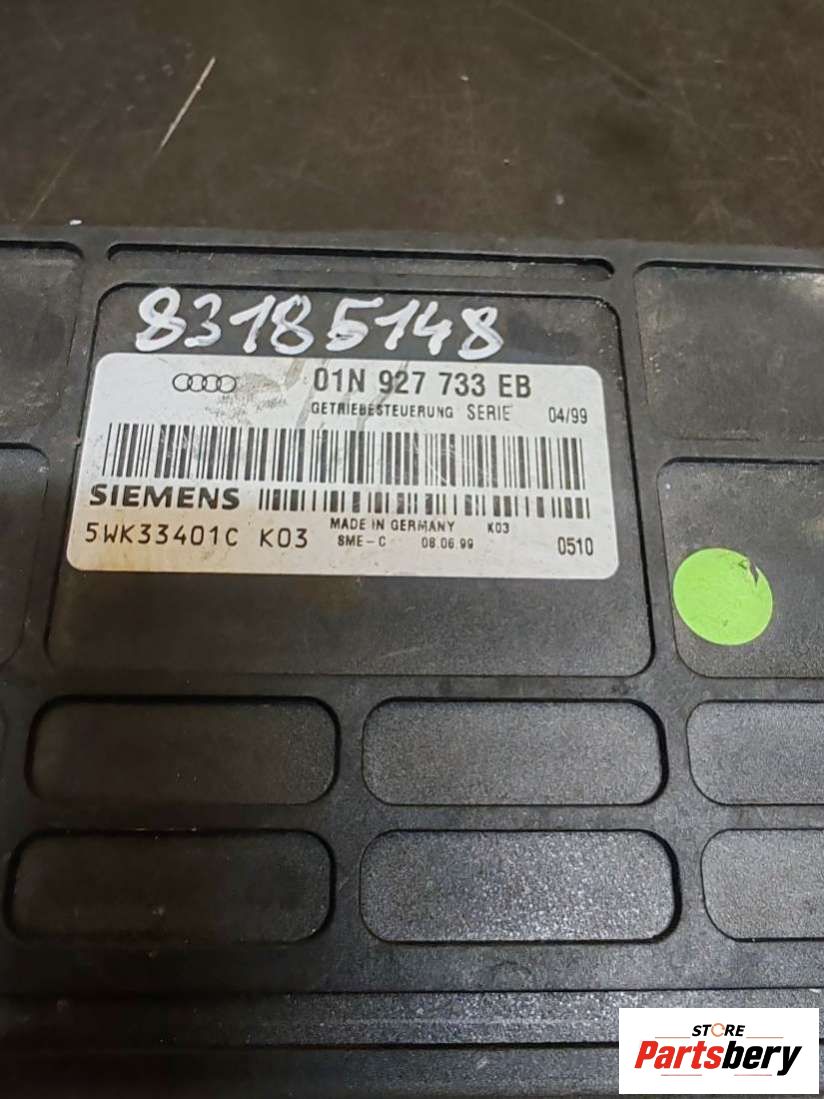 83185148
01N 927 733 EB
GETRIEBESTEUERUNG SERIE 04/99
SIEMENS
5WK33401C K03 MADE IN GERMANY K03
SME-C 08.06.99 0510
STORE
Partsbery